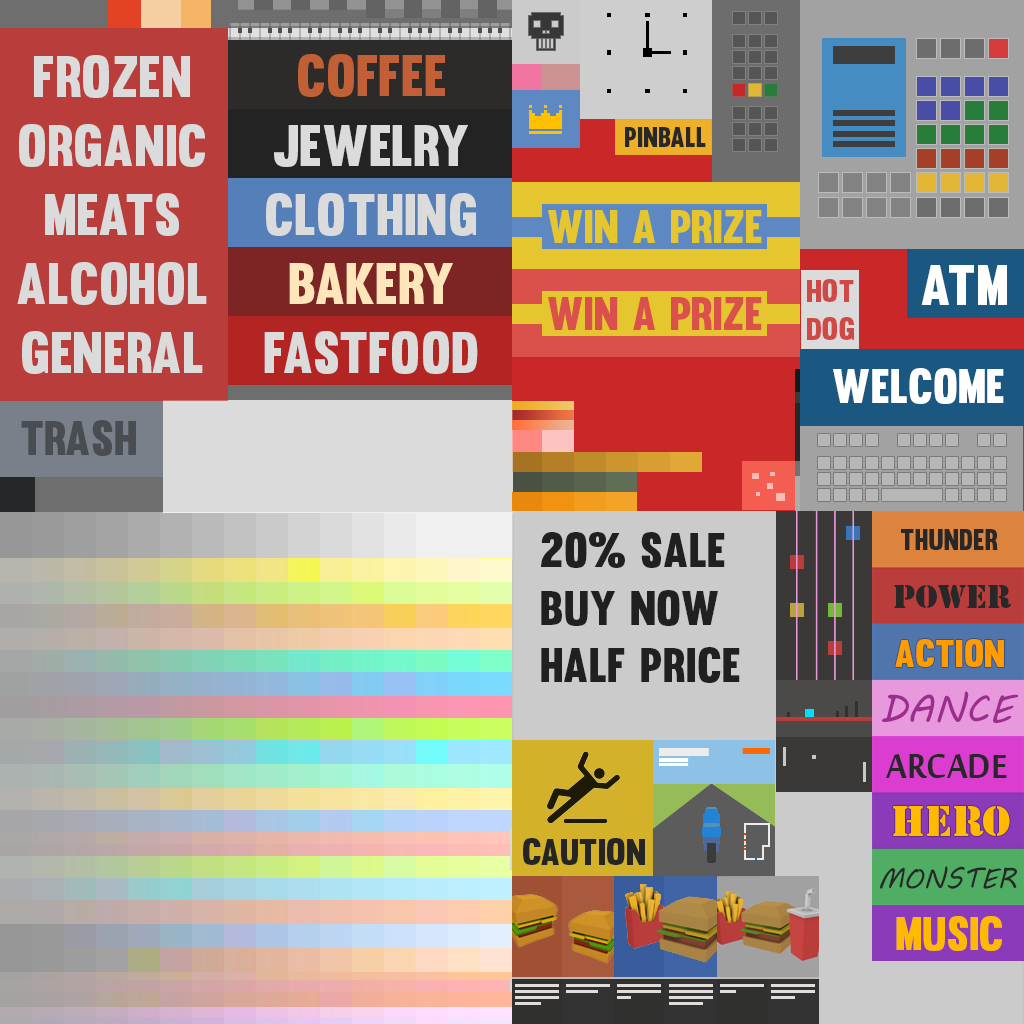 FROZEN
ORGANIC
MEATS
ALCOHOL
GENERAL
TRASH
COFFEE
JEWELRY
CLOTHING
BAKERY
FASTFOOD
PINBALL
WIN A PRIZE
WIN A PRIZE
HOT
DOG
ATM
WELCOME
20% SALE
BUY NOW
HALF PRICE
CAUTION
THUNDER
POWER
ACTION
DANCE
ARCADE
HERO
MONSTER
MUSIC